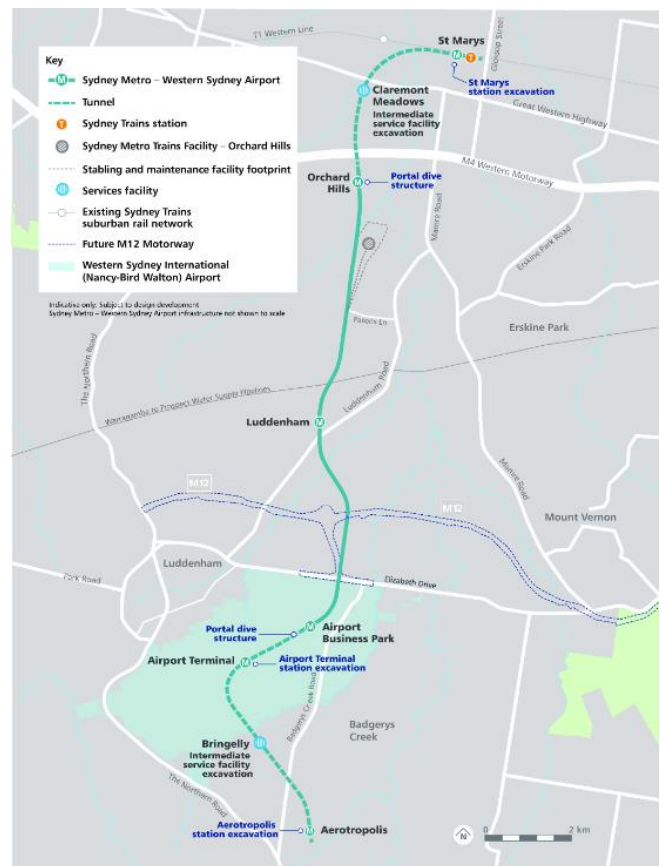 T1 Western Line
Glossop Street
St Marys
M
T
St Marys
station excavation
Key
M Sydney Metro – Western Sydney Airport
Tunnel
T Sydney Trains station
Sydney Metro Trains Facility – Orchard Hills
Stabling and maintenance facility footprint
Services facility
Existing Sydney Trains
suburban rail network
Future M12 Motorway
Western Sydney International
(Nancy-Bird Walton) Airport
Indicative only: Subject to design development
Sydney Metro – Western Sydney Airport infrastructure not shown to scale
Claremont
Meadows
Intermediate
service facility
excavation
Great Western Highway
M4 Western Motorway
Orchard
Hills
M
Portal dive
structure
Mamre Road
Erskine Park Road
Patons Ln
Erskine Park
The Northern Road
Warragamba to Prospect Water Supply Pipelines
Luddenham Road
Luddenham
M
Mamre Road
M12
M12
Mount Vernon
Luddenham
Park Road
Elizabeth Drive
Portal dive
structure
M
Airport
Business Park
Airport Terminal
M
Airport Terminal
station excavation
Badgerys Creek Road
Badgerys
Creek
Bringelly
Intermediate
service facility
excavation
The Northern Road
Aerotropolis
station excavation
M
Aerotropolis
N
0
2 km